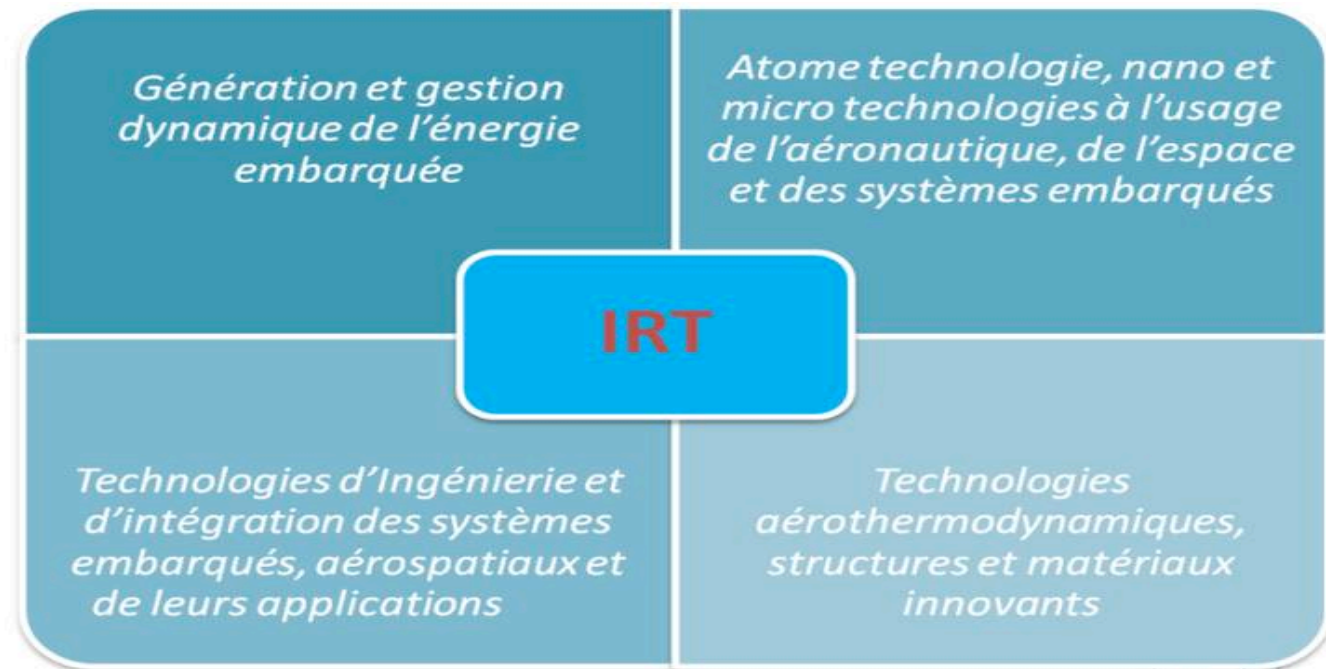 Génération et gestion
dynamique de l'énergie
embarquée
Atome technologie, nano et
micro technologies à l'usage
de l'aéronautique, de l'espace
et des systèmes embarqués
IRT
Technologies d'Ingénierie et
d'intégration des systèmes
embarqués, aérospatiaux et
de leurs applications
Technologies
aérothermodynamiques,
structures et matériaux
innovants